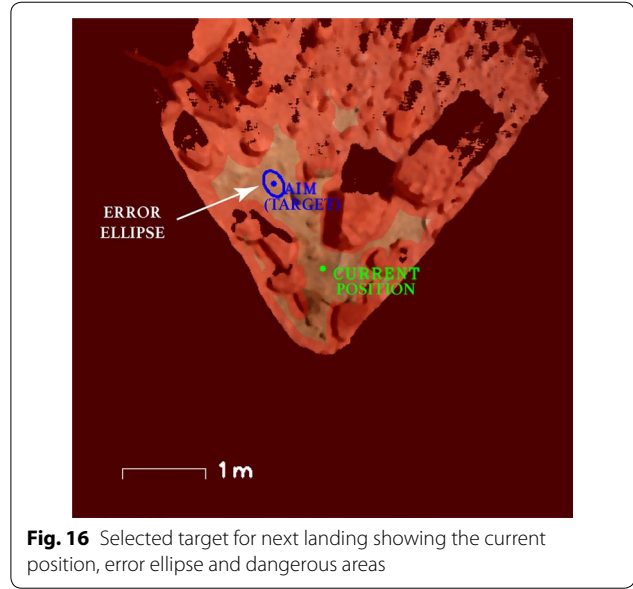 ERROR
ELLIPSE
AIM
(TARGET)
CURRENT
POSITION
1 m
Fig. 16 Selected target for next landing showing the current
position, error ellipse and dangerous areas